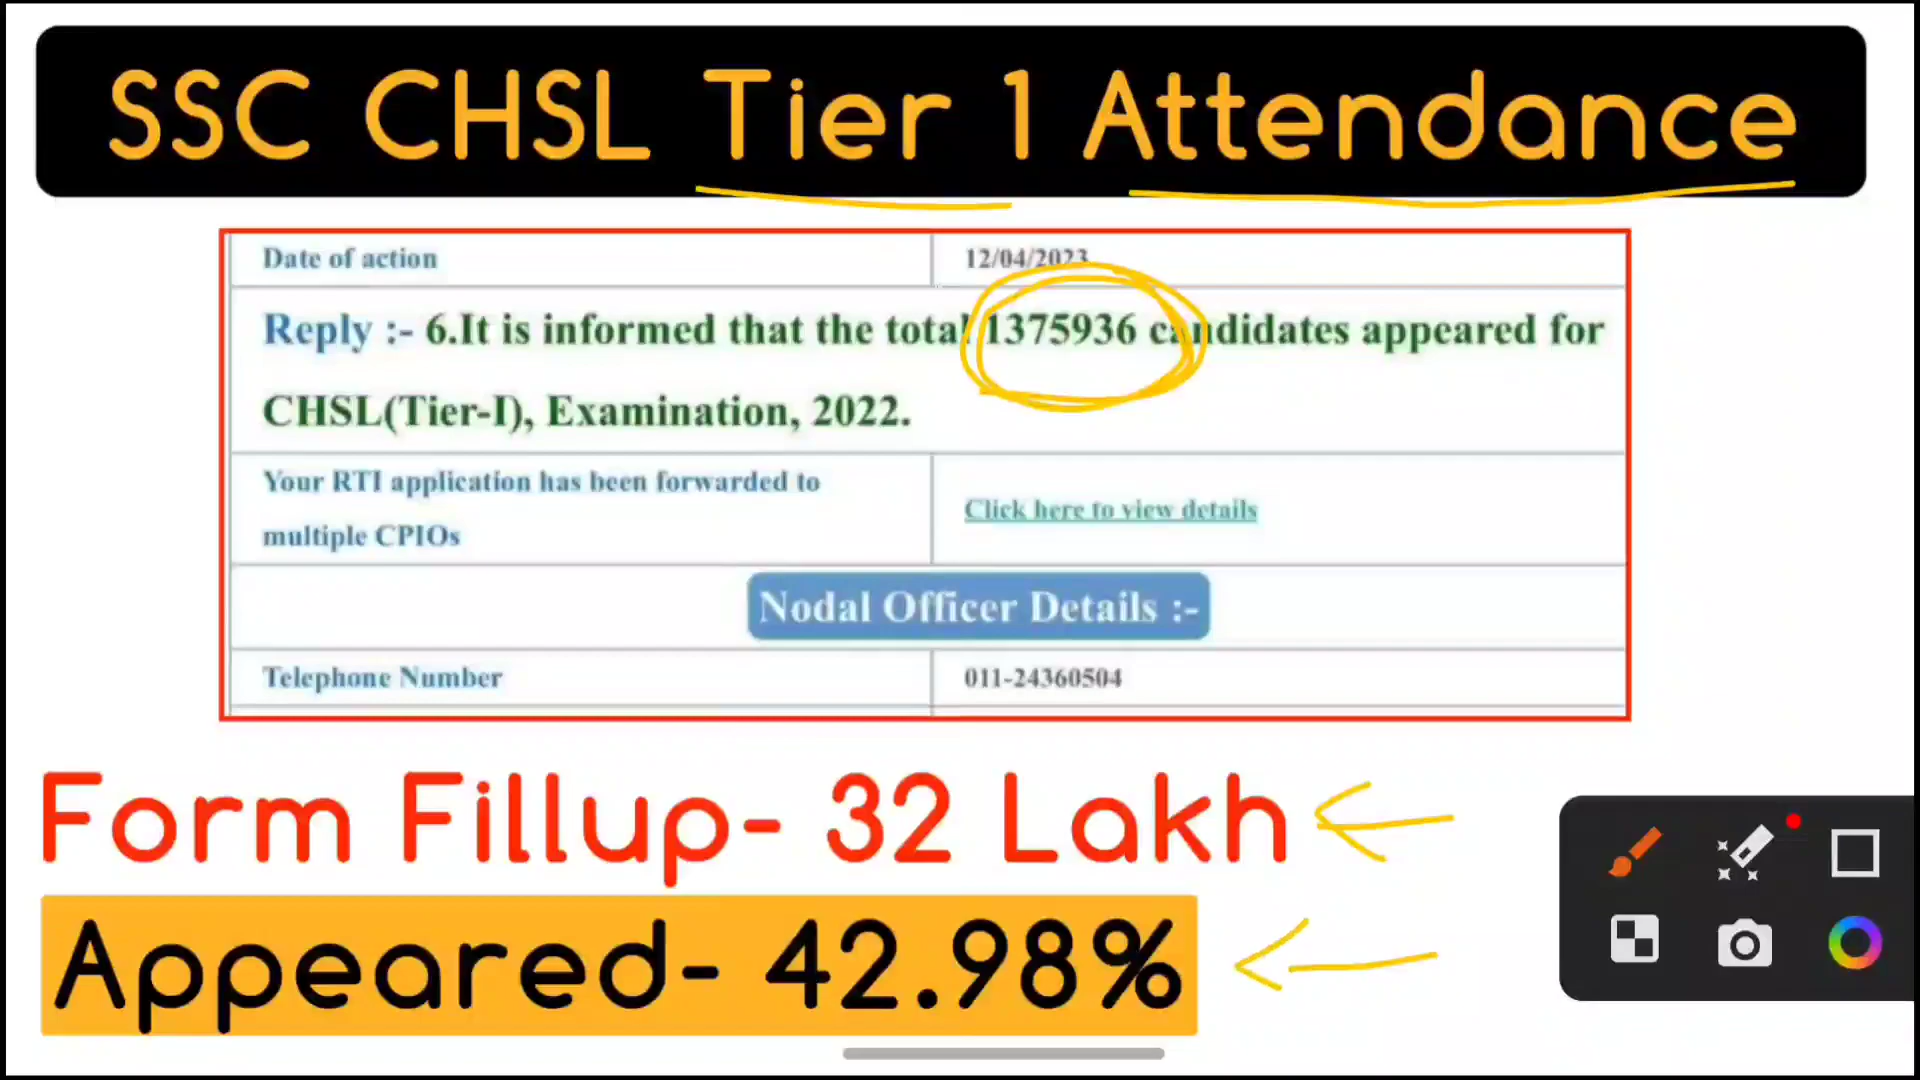 SSC CHSL Tier 1 Attendance
Date of action 12/04/2023
Reply :- 6.It is informed that the total 1375936 candidates appeared for
CHSL(Tier-I), Examination, 2022.
Your RTI application has been forwarded to
multiple CPIOs
Click here to view details
Nodal Officer Details :-
Telephone Number 011-24360504
Form Fillup- 32 Lakh
Appeared- 42.98%